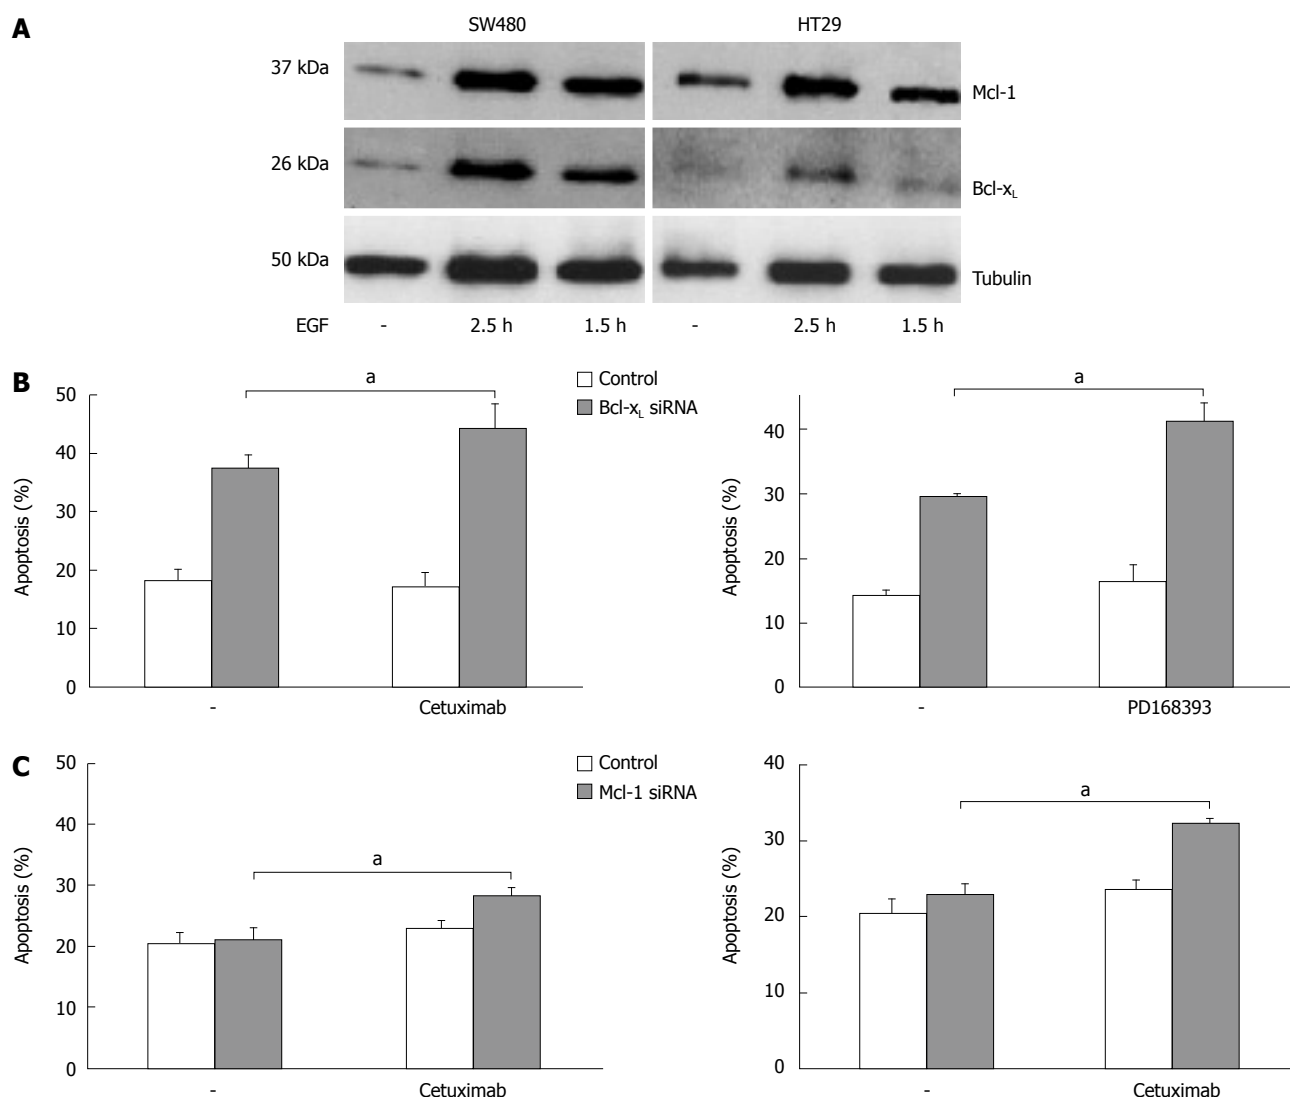 A
SW480 HT29
37 kDa
Mcl-1
26 kDa
Bcl-xL
50 kDa
Tubulin
EGF - 2.5 h 1.5 h - 2.5 h 1.5 h
B
Apoptosis (%)
50
40
30
20
10
0
a
Control
Bcl-xL siRNA
- Cetuximab
Apoptosis (%)
40
30
20
10
0
a
- PD168393
C
Apoptosis (%)
50
40
30
20
10
0
a
Control
Mcl-1 siRNA
- Cetuximab
Apoptosis (%)
40
30
20
10
0
a
- Cetuximab